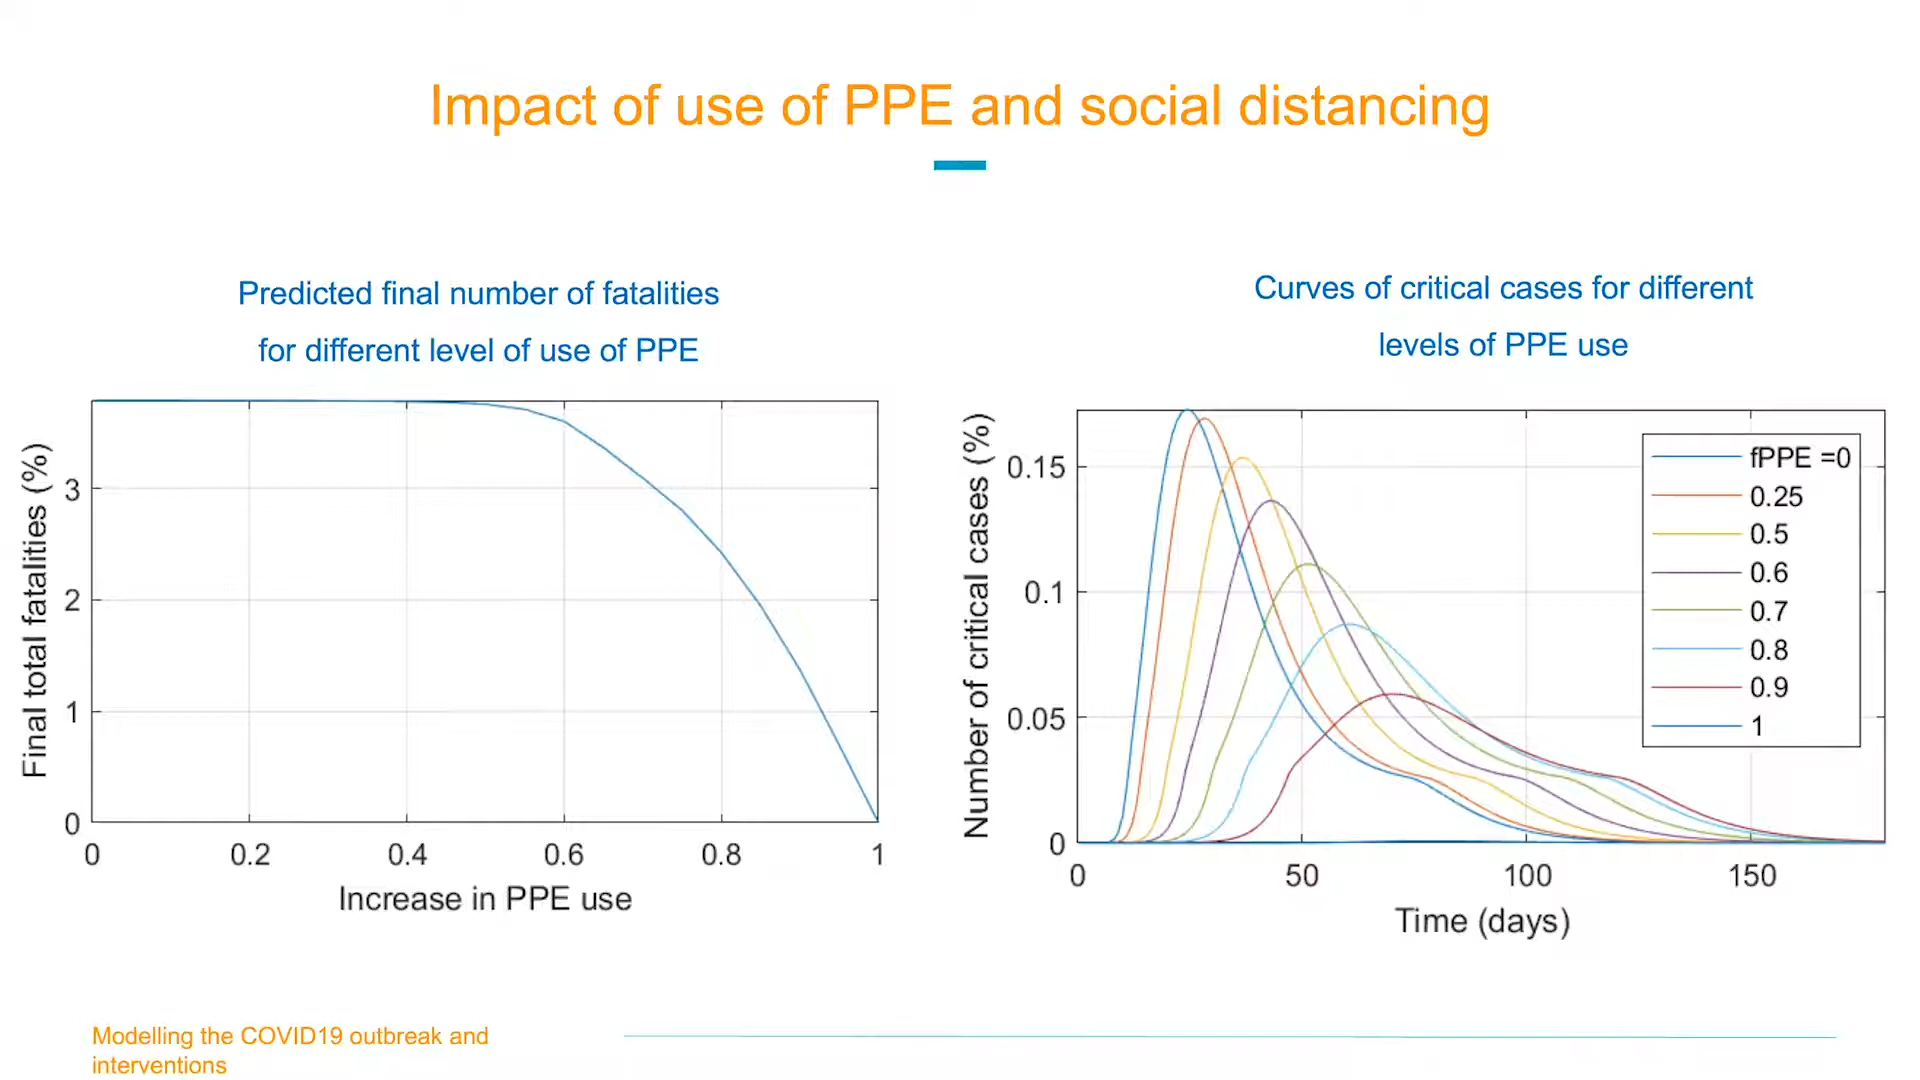 Impact of use of PPE and social distancing
Predicted final number of fatalities
for different level of use of PPE
Final total fatalities (%)
3
2
1
0
0 0.2 0.4 0.6 0.8 1
Increase in PPE use
Curves of critical cases for different
levels of PPE use
Number of critical cases (%)
0.15
0.1
0.05
0
0 50 100 150
Time (days)
fPPE =0
0.25
0.5
0.6
0.7
0.8
0.9
1
Modelling the COVID19 outbreak and
interventions